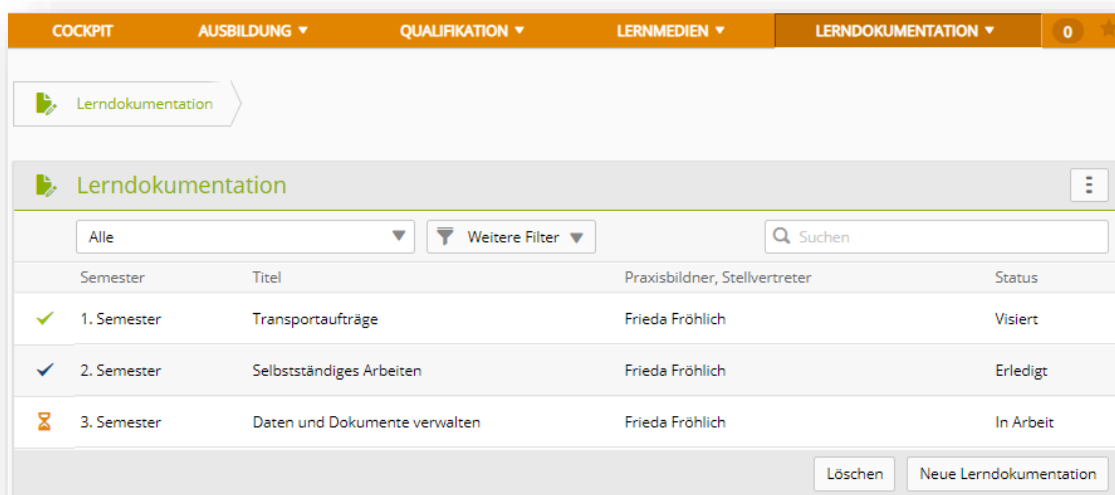 COCKPIT AUSBILDUNG QUALIFIKATION LERNMEDIEN LERNDOKUMENTATION 0
Lerndokumentation
Lerndokumentation
Alle Weitere Filter Suchen
Semester Titel Praxisbildner, Stellvertreter Status
1. Semester Transportaufträge Frieda Fröhlich Visiert
2. Semester Selbstständiges Arbeiten Frieda Fröhlich Erledigt
3. Semester Daten und Dokumente verwalten Frieda Fröhlich In Arbeit
Löschen Neue Lerndokumentation